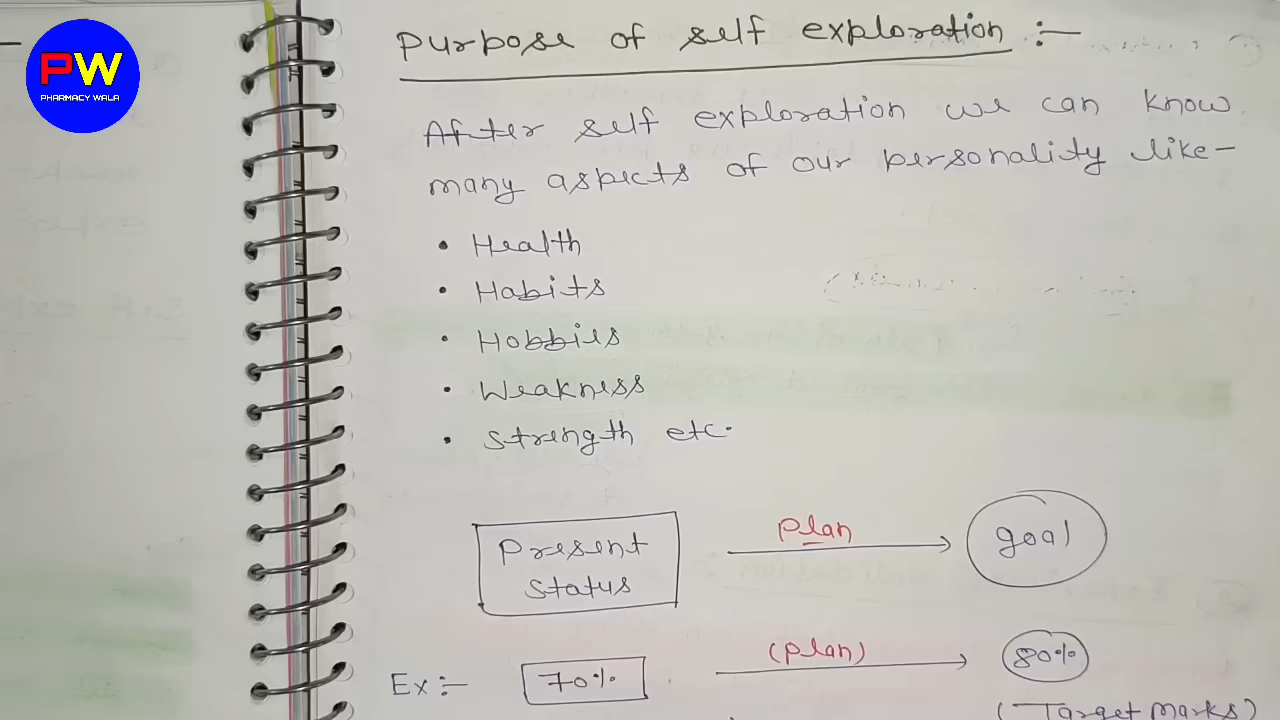 PW
PHARMACY WALA
Purpose of self exploration :-
After self exploration we can know
many aspects of our personality like-
• Health
• Habits
• Hobbies
• Weakness
• Strength etc.
Present
Status
Plan
goal
Ex:- 70% (Plan) 80%
(Target Marks)